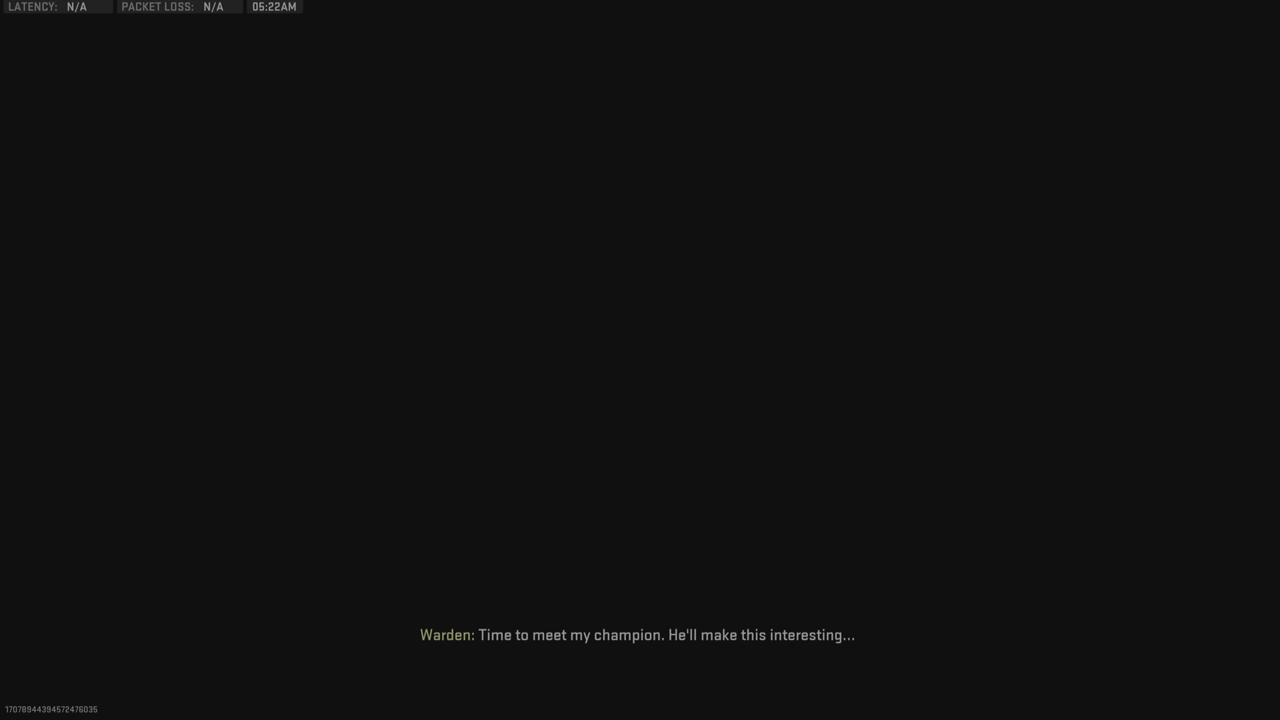 LATENCY: N/A PACKET LOSS: N/A 05:22AM
Warden: Time to meet my champion. He'll make this interesting...
17078944394572476035